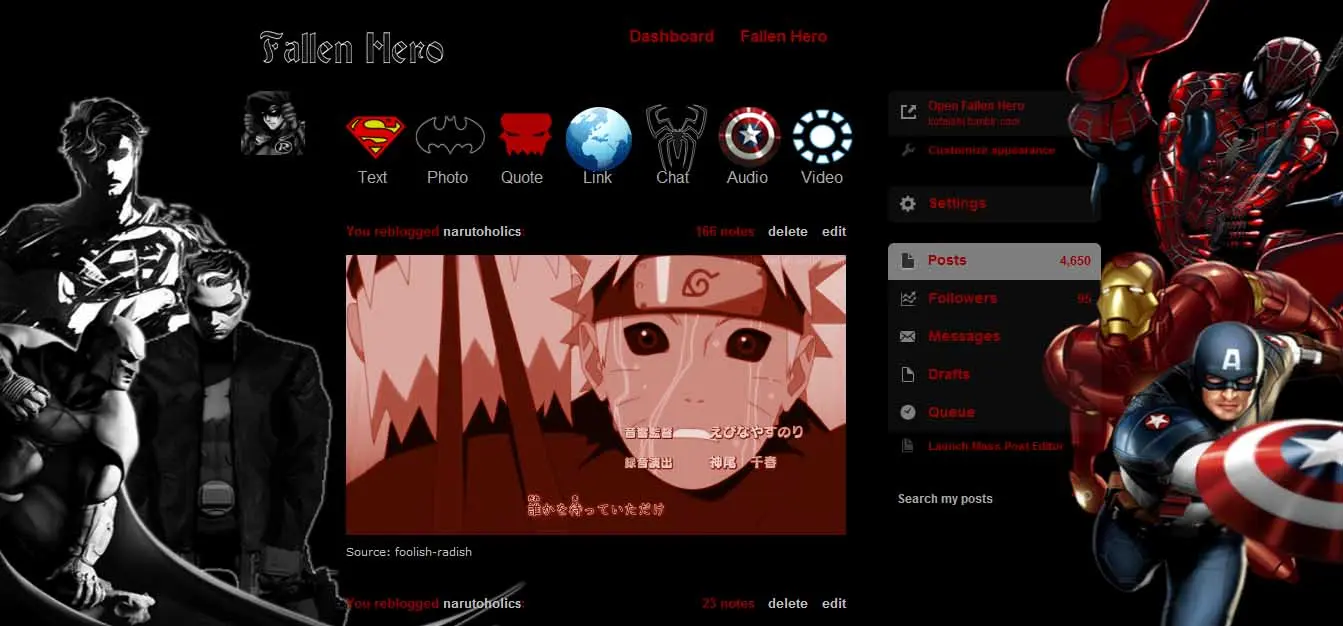 Fallen Hero
Dashboard Fallen Hero
Text Photo Quote Link Chat Audio Video
Open Fallen Hero
Customize appearance
Settings
You reblogged narutoholics: 166 notes delete edit
音響監督 えびなやすのり
録音演出 神尾 千春
誰かを待っていただけ
Source: foolish-radish
You reblogged narutoholics: 23 notes delete edit
Posts 4,650
Followers 95
Messages
Drafts
Queue
Launch Mass Post Editor
Search my posts
R
A